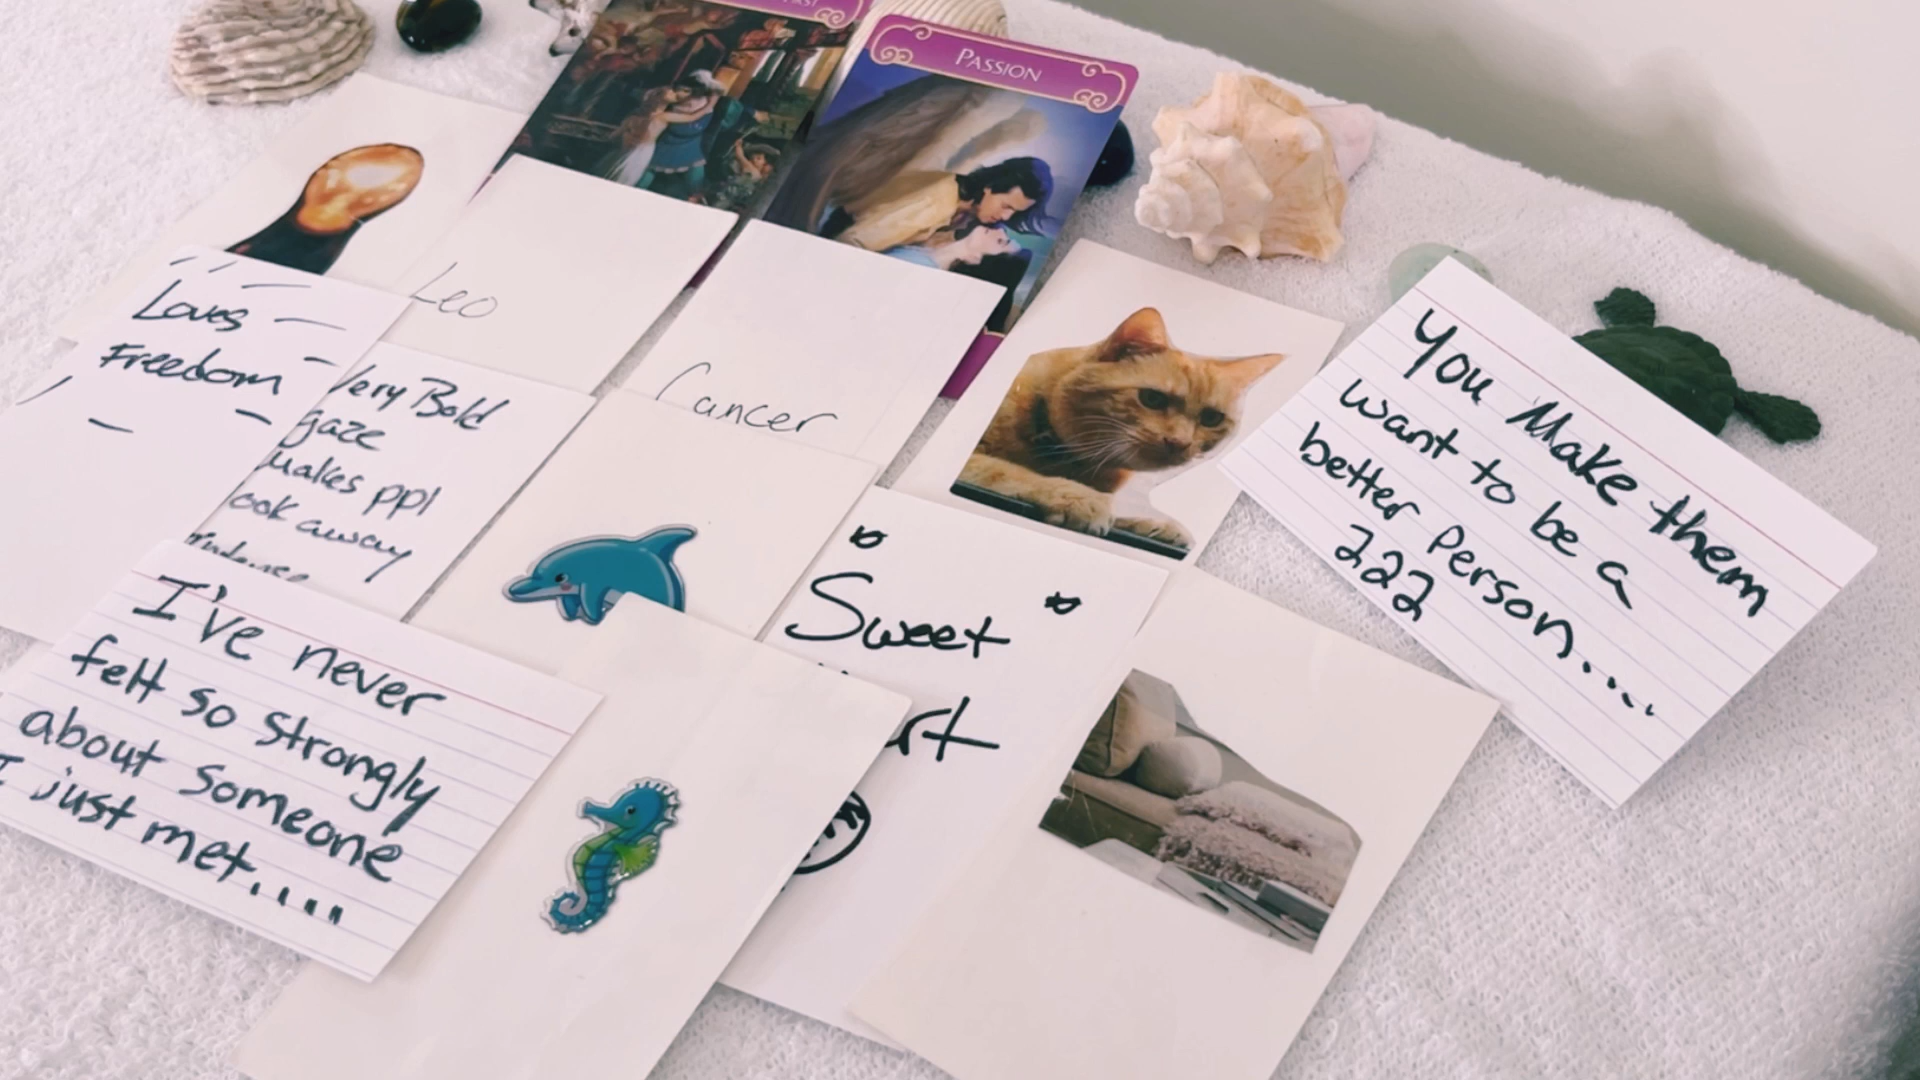 PASSION
Leo
Loves
Freedom
Very Bold
gaze
makes ppl
look away
Cancer
You Make them
want to be a
better Person....
222
Sweet
I've never
felt so strongly
about someone
I just met....